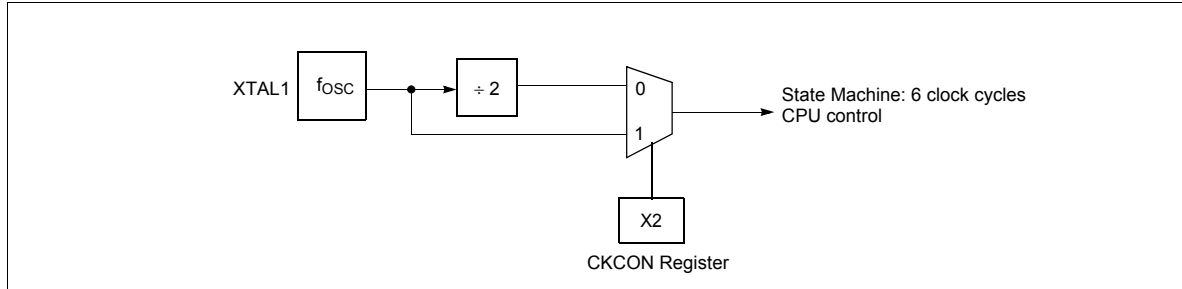 XTAL1
fOSC
÷ 2
0
1
State Machine: 6 clock cycles
CPU control
X2
CKCON Register